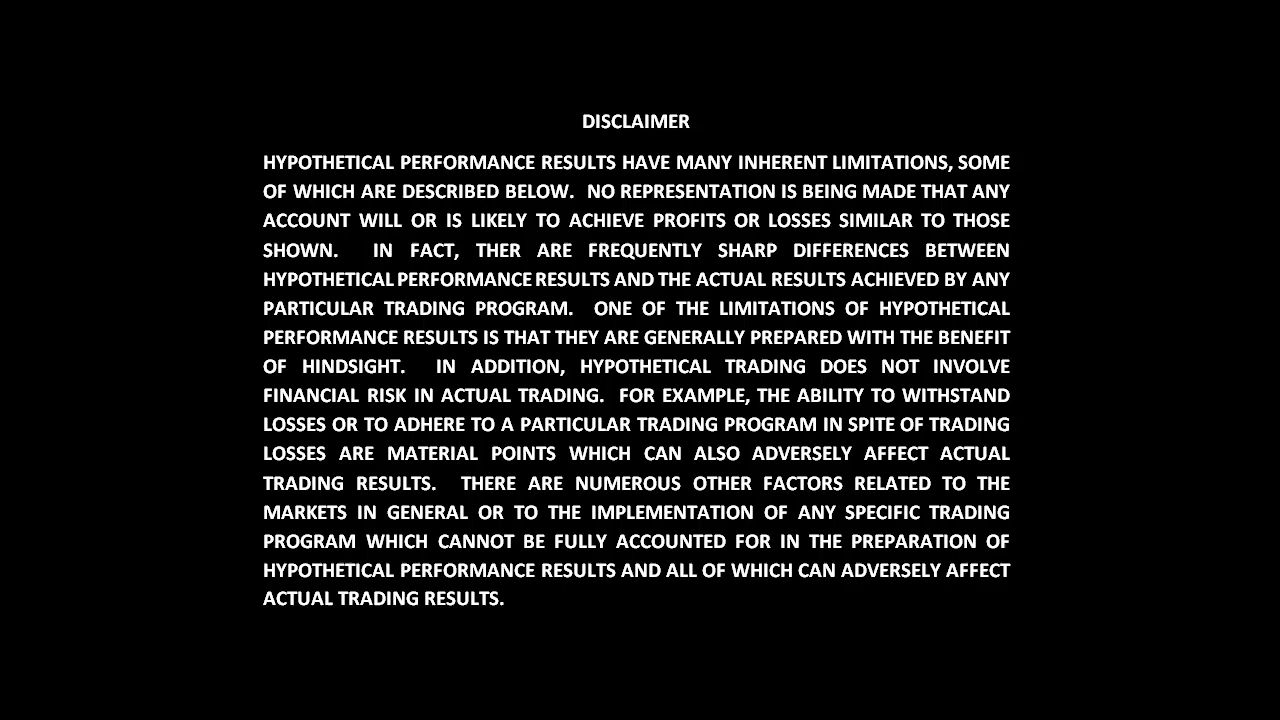 DISCLAIMER
HYPOTHETICAL PERFORMANCE RESULTS HAVE MANY INHERENT LIMITATIONS, SOME
OF WHICH ARE DESCRIBED BELOW.  NO REPRESENTATION IS BEING MADE THAT ANY
ACCOUNT WILL OR IS LIKELY TO ACHIEVE PROFITS OR LOSSES SIMILAR TO THOSE
SHOWN.  IN FACT, THER ARE FREQUENTLY SHARP DIFFERENCES BETWEEN
HYPOTHETICAL PERFORMANCE RESULTS AND THE ACTUAL RESULTS ACHIEVED BY ANY
PARTICULAR TRADING PROGRAM.  ONE OF THE LIMITATIONS OF HYPOTHETICAL
PERFORMANCE RESULTS IS THAT THEY ARE GENERALLY PREPARED WITH THE BENEFIT
OF HINDSIGHT.  IN ADDITION, HYPOTHETICAL TRADING DOES NOT INVOLVE
FINANCIAL RISK IN ACTUAL TRADING.  FOR EXAMPLE, THE ABILITY TO WITHSTAND
LOSSES OR TO ADHERE TO A PARTICULAR TRADING PROGRAM IN SPITE OF TRADING
LOSSES ARE MATERIAL POINTS WHICH CAN ALSO ADVERSELY AFFECT ACTUAL
TRADING RESULTS.  THERE ARE NUMEROUS OTHER FACTORS RELATED TO THE
MARKETS IN GENERAL OR TO THE IMPLEMENTATION OF ANY SPECIFIC TRADING
PROGRAM WHICH CANNOT BE FULLY ACCOUNTED FOR IN THE PREPARATION OF
HYPOTHETICAL PERFORMANCE RESULTS AND ALL OF WHICH CAN ADVERSELY AFFECT
ACTUAL TRADING RESULTS.